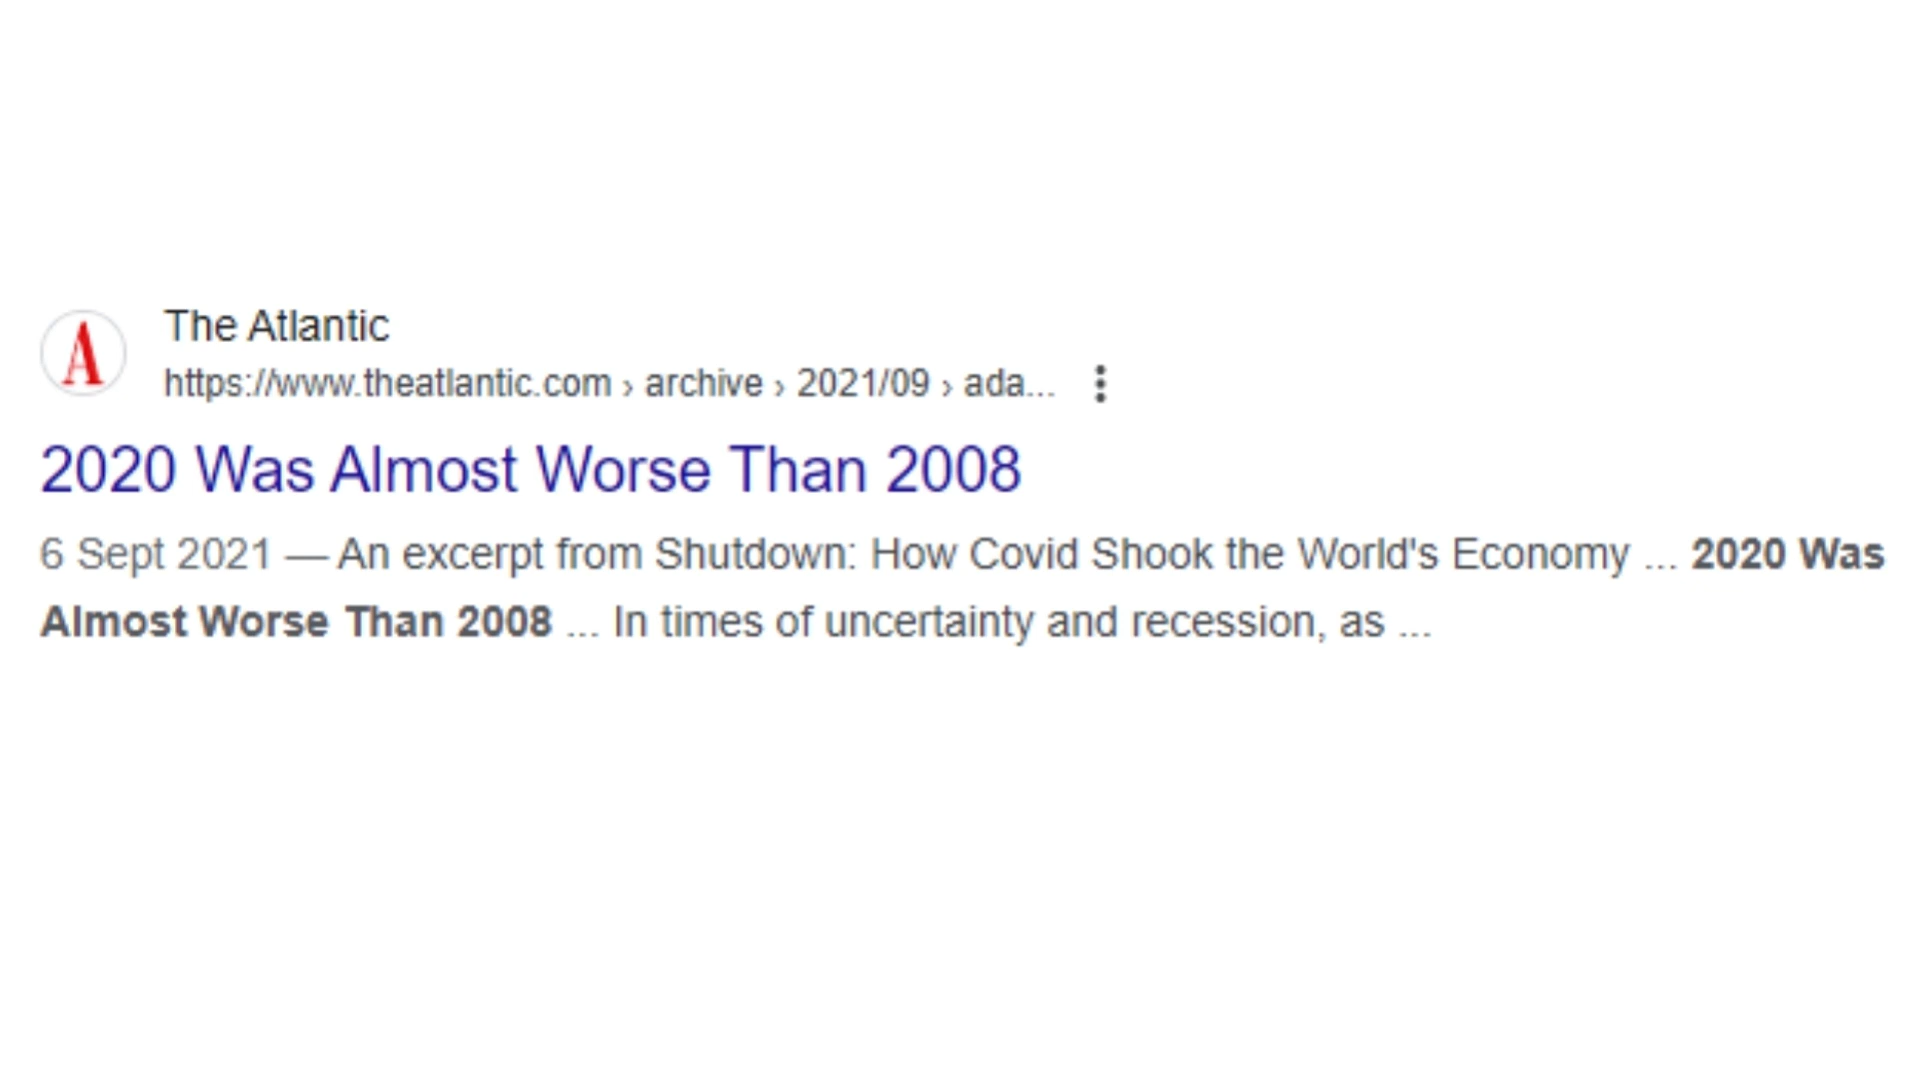 The Atlantic
https://www.theatlantic.com › archive › 2021/09 › ada...
2020 Was Almost Worse Than 2008
6 Sept 2021 — An excerpt from Shutdown: How Covid Shook the World's Economy ... 2020 Was
Almost Worse Than 2008 ... In times of uncertainty and recession, as ...